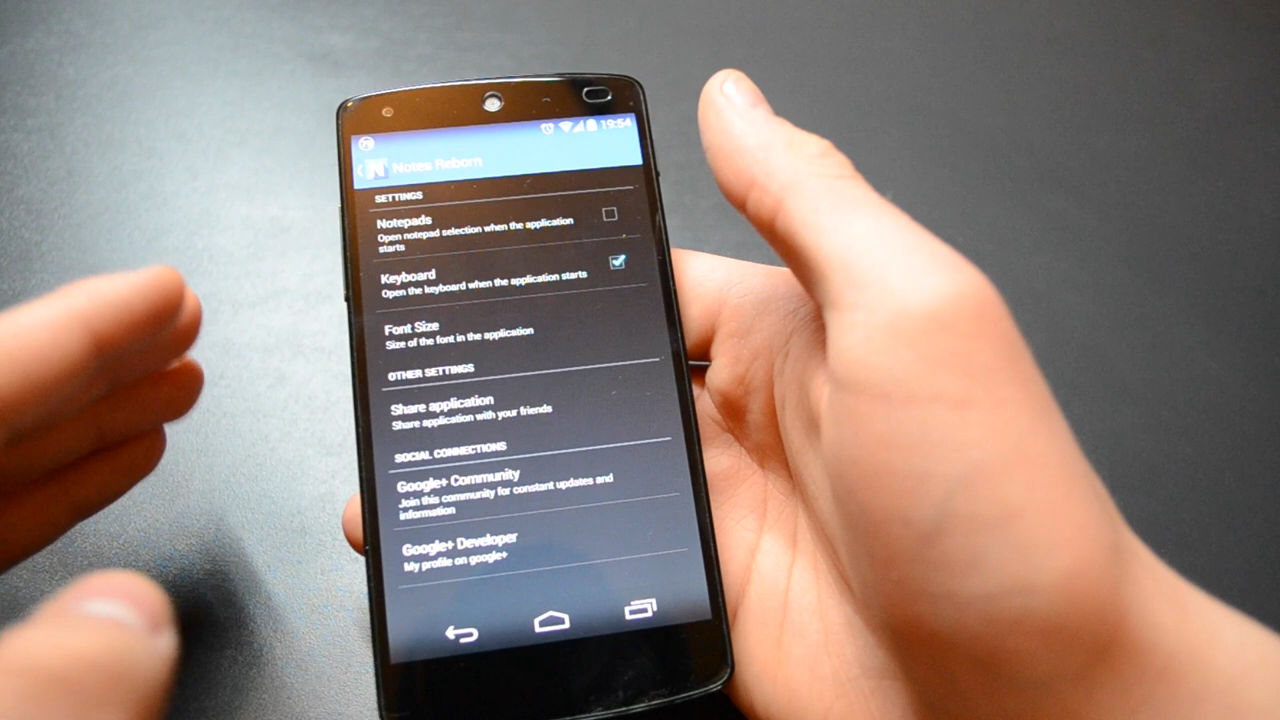 19:54
N Notes Reborn
SETTINGS
Notepads
Open notepad selection when the application
starts
Keyboard
Open the keyboard when the application starts
Font Size
Size of the font in the application
OTHER SETTINGS
Share application
Share application with your friends
SOCIAL CONNECTIONS
Google+ Community
Join this community for constant updates and
information
Google+ Developer
My profile on google+